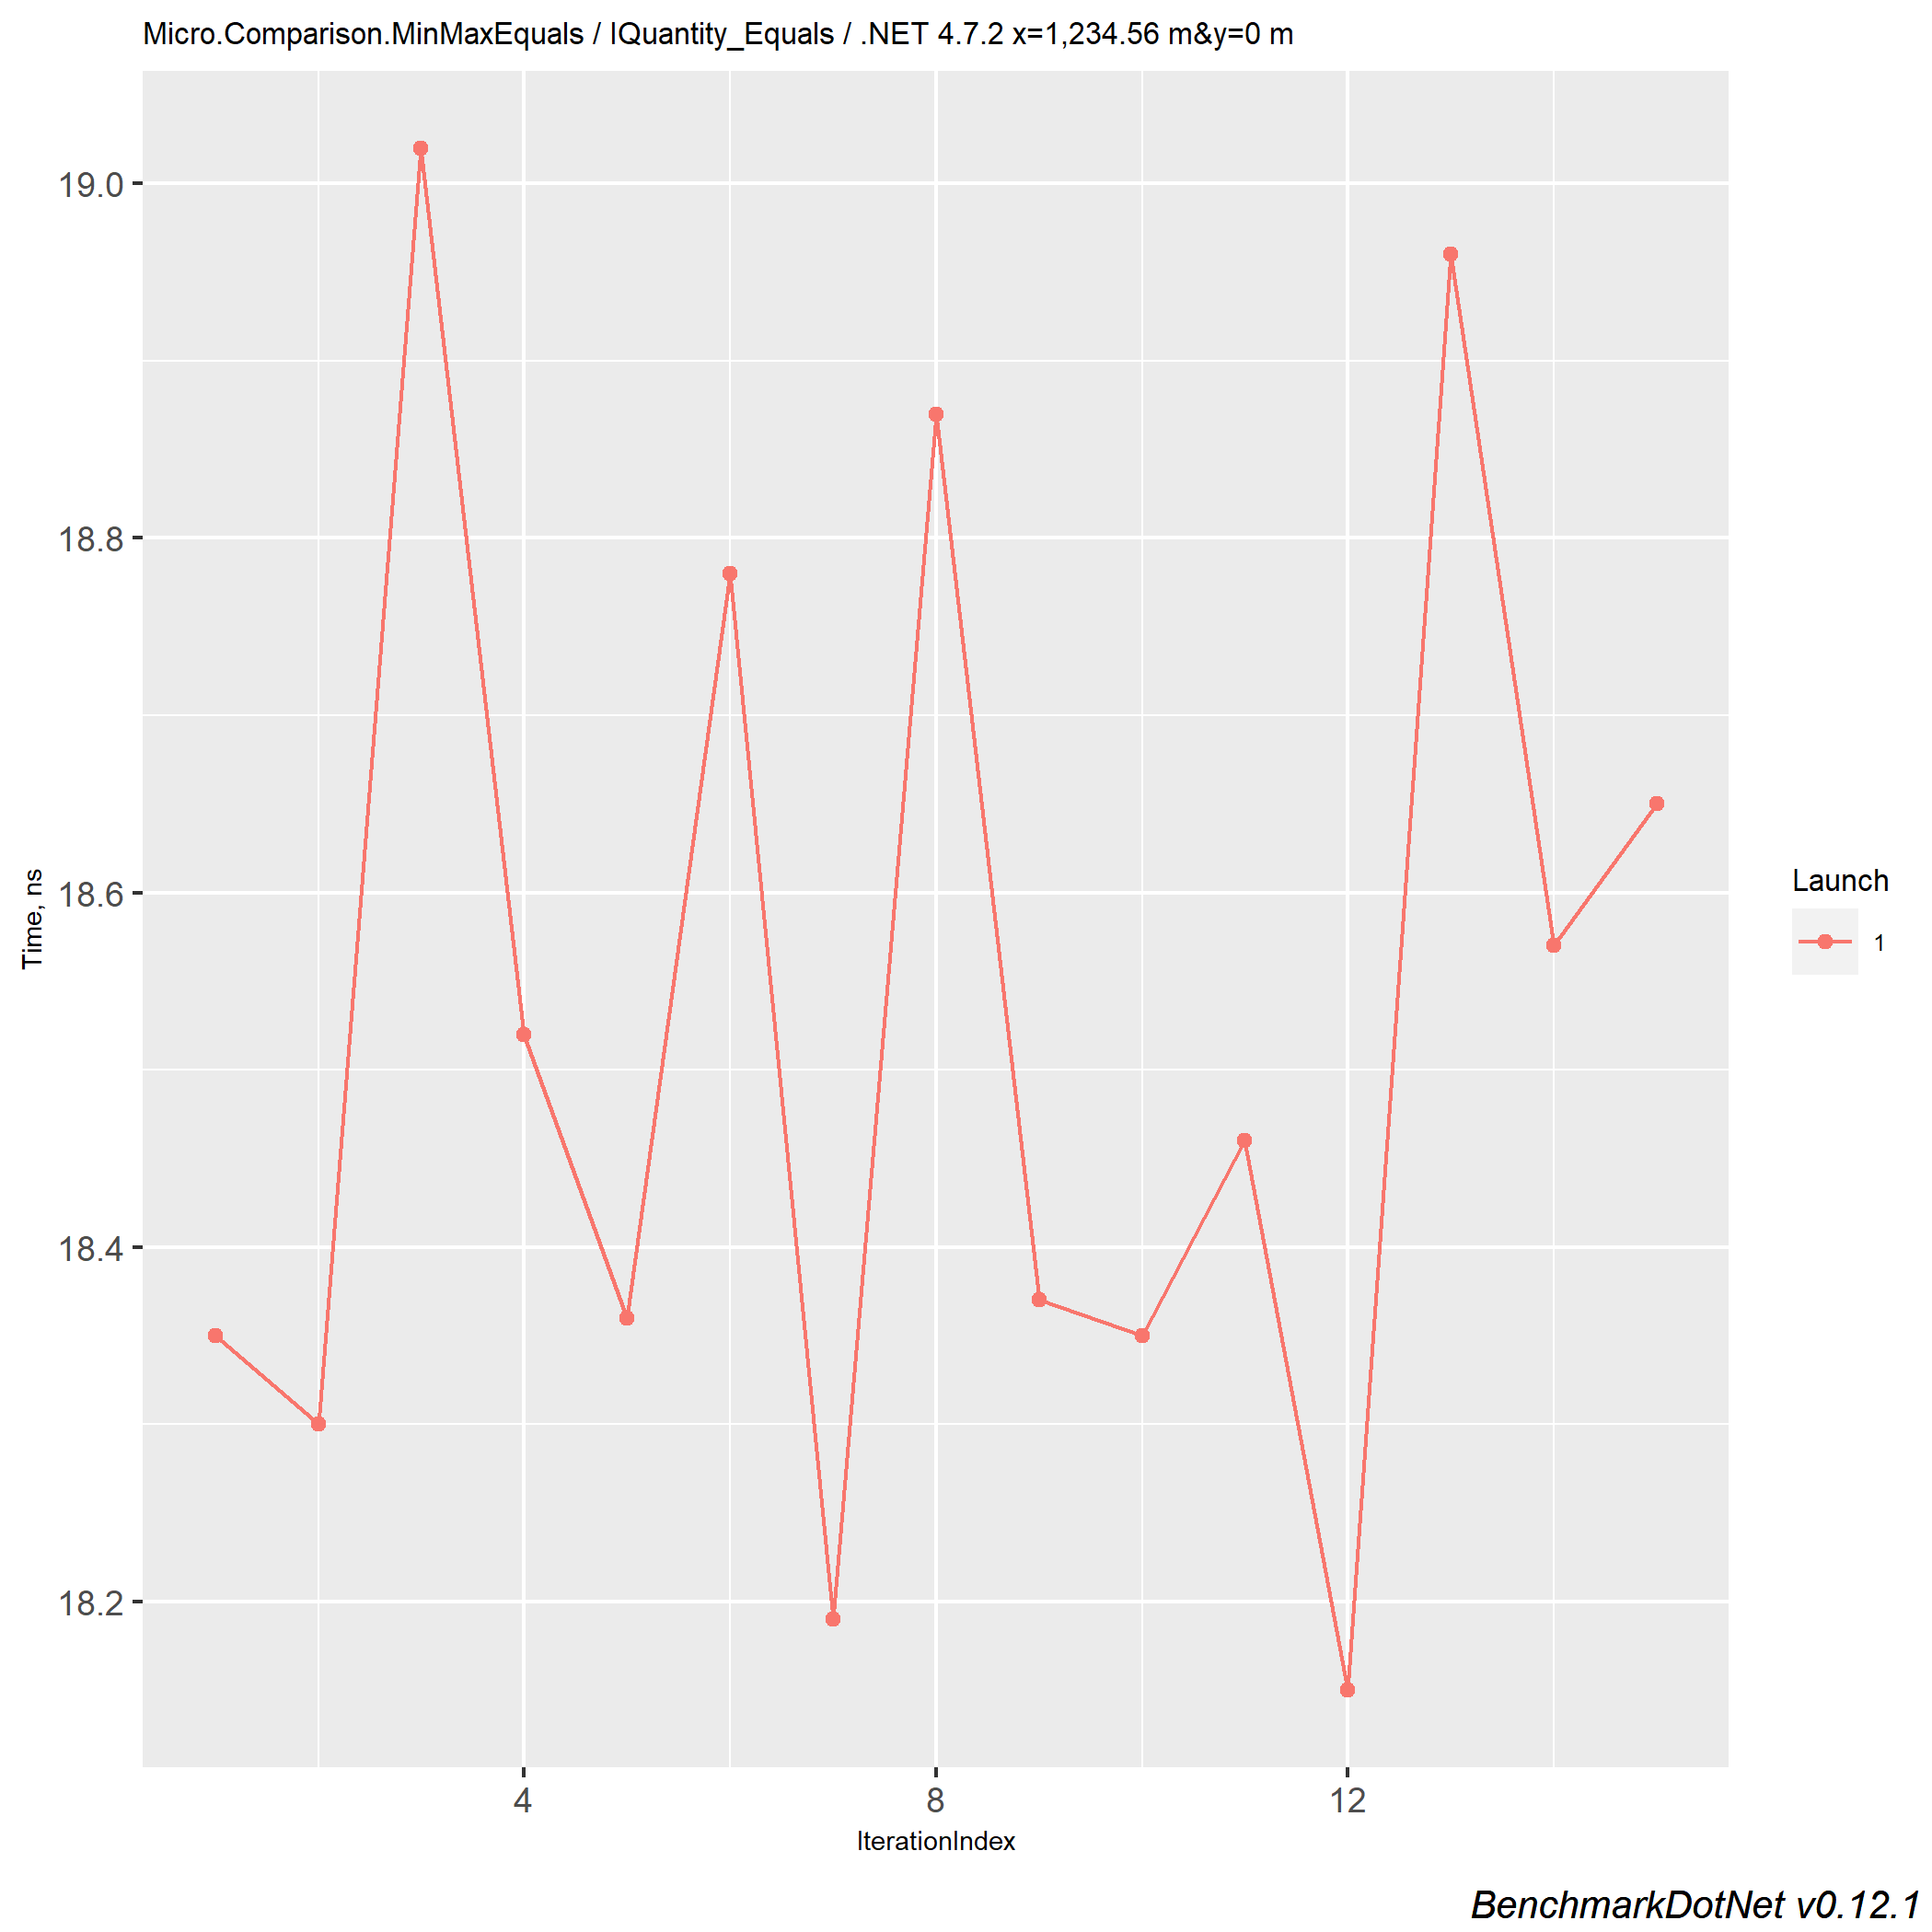 Micro.Comparison.MinMaxEquals / IQuantity_Equals / .NET 4.7.2 x=1,234.56 m&y=0 m
19.0
18.8
18.6
18.4
18.2
Time, ns
4 8 12
IterationIndex
Launch
1
BenchmarkDotNet v0.12.1